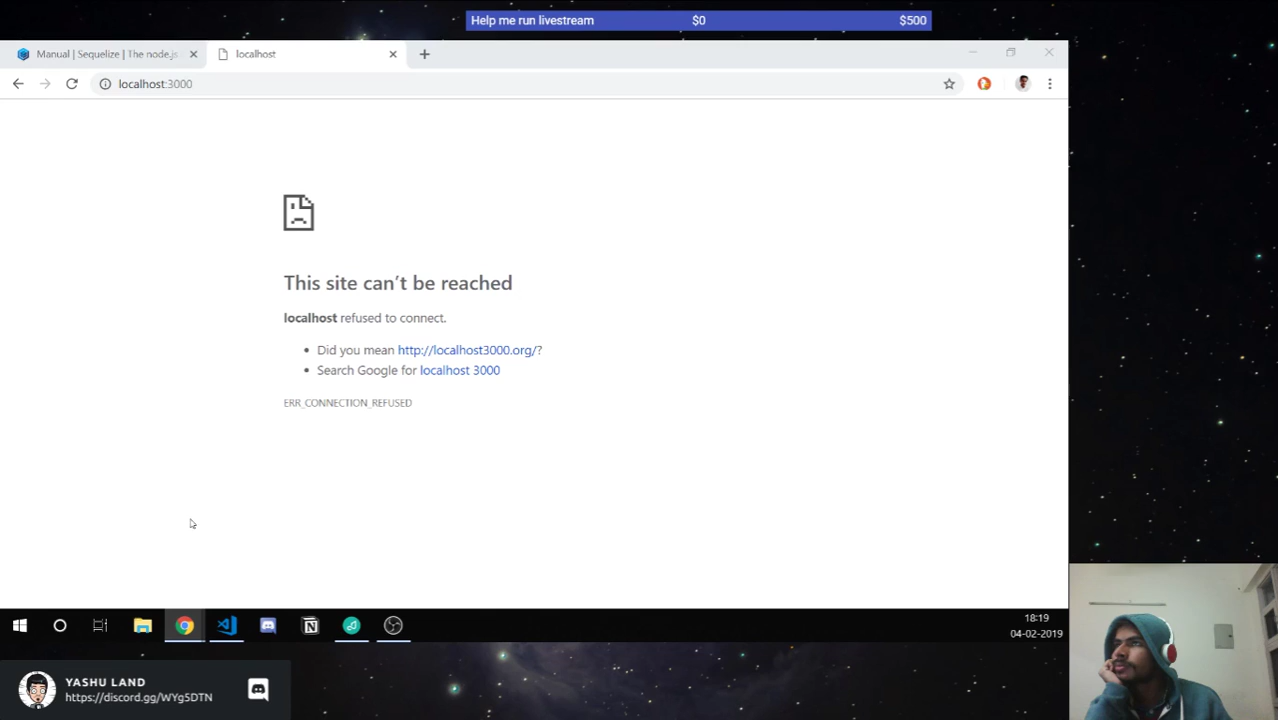 Help me run livestream $0 $500
Manual | Sequelize | The node.js
localhost
localhost:3000
This site can't be reached
localhost refused to connect.
Did you mean http://localhost3000.org/?
Search Google for localhost 3000
ERR_CONNECTION_REFUSED
18:19
04-02-2019
YASHU LAND
https://discord.gg/WYg5DTN